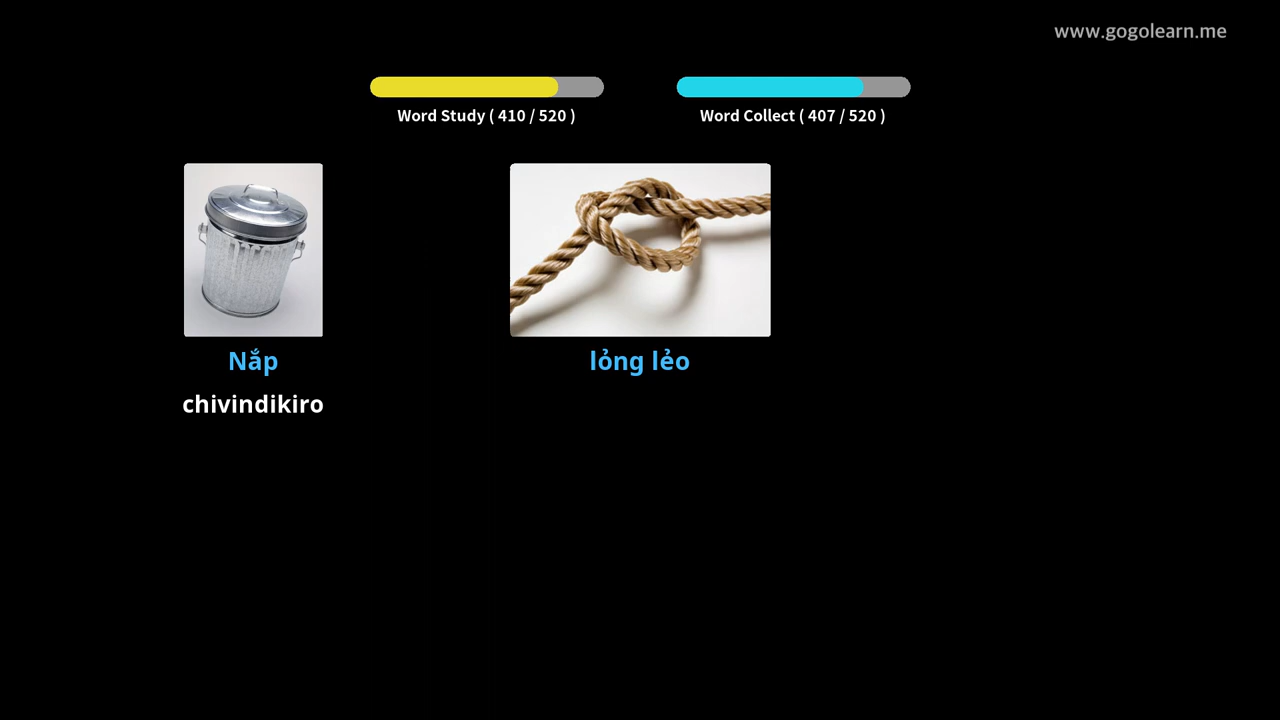 www.gogolearn.me
Word Study ( 410 / 520 )
Word Collect ( 407 / 520 )
Nắp
lỏng lẻo
chivindikiro